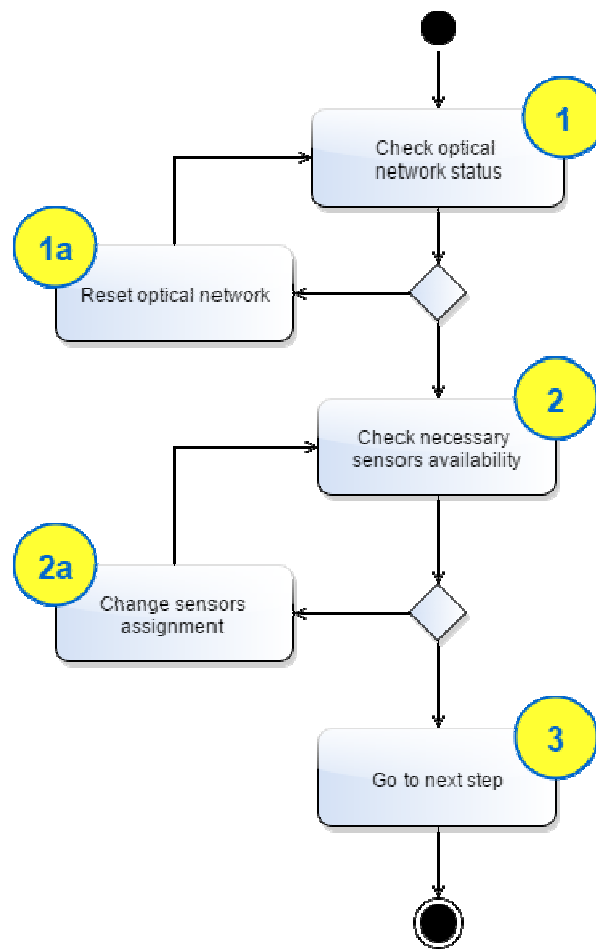 1
Check optical
network status
1a
Reset optical network
2
Check necessary
sensors availability
2a
Change sensors
assignment
3
Go to next step